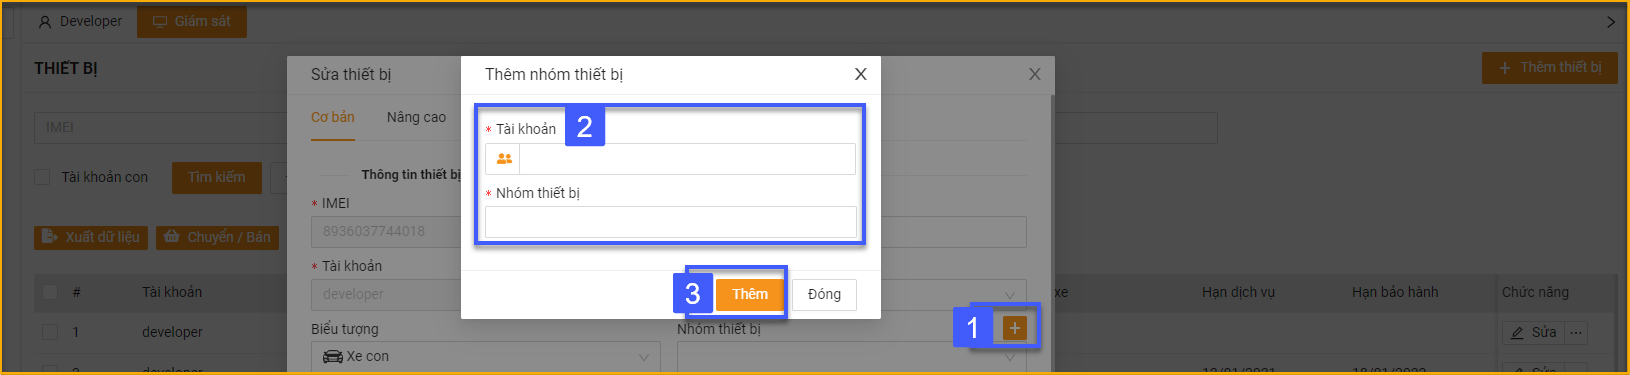 Developer
Giám sát
THIẾT BỊ
+ Thêm thiết bị
IMEI
Tài khoản con
Tìm kiếm
Xuất dữ liệu
Chuyển / Bán
# Tài khoản
xe
Hạn dịch vụ
Hạn bảo hành
Chức năng
1 developer
Sửa
...
developer
12/01/2021
18/01/2022
Sửa
Sửa thiết bị
X
Cơ bản
Nâng cao
Thông tin thiết bị
* IMEI
8936037744018
* Tài khoản
developer
Biểu tượng
Xe con
Nhóm thiết bị
1
+
Thêm nhóm thiết bị
X
2
* Tài khoản
* Nhóm thiết bị
3
Thêm
Đóng